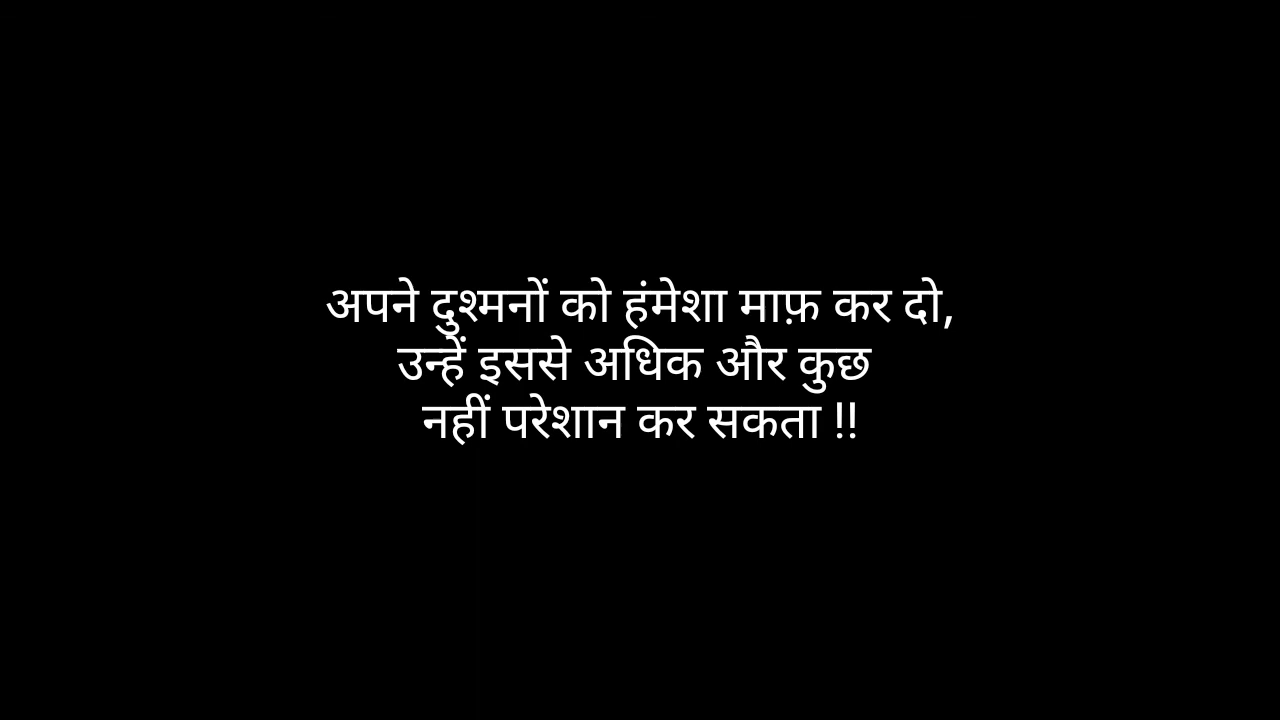 अपने दुश्मनों को हंमेशा माफ़ कर दो,
उन्हें इससे अधिक और कुछ
नहीं परेशान कर सकता !!